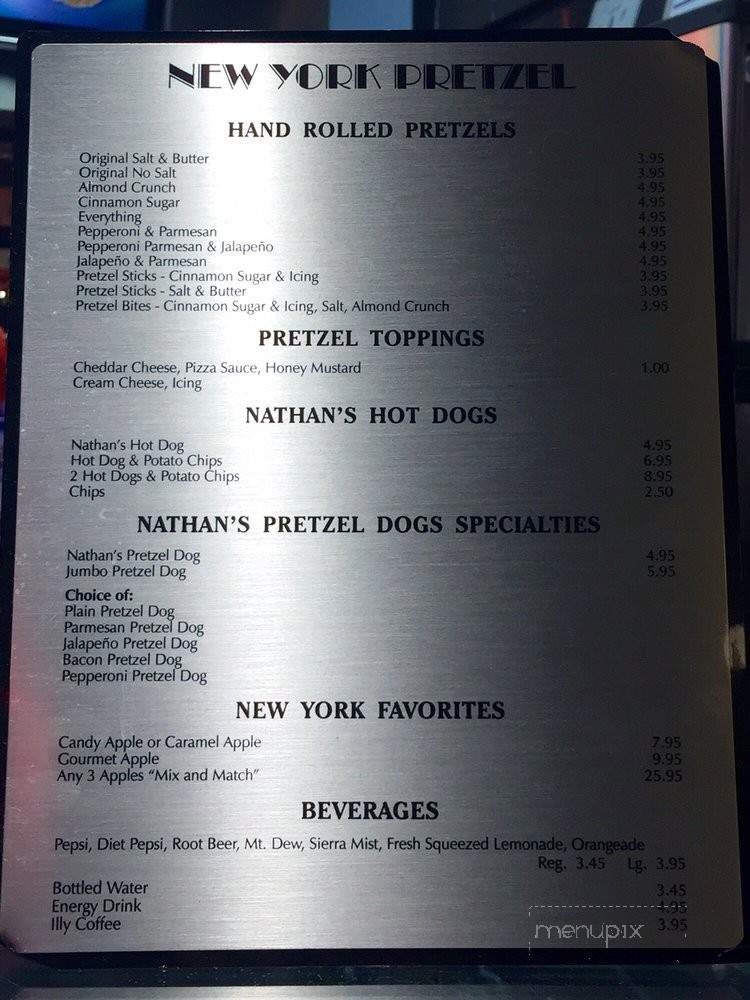 NEW YORK PRETZEL
HAND ROLLED PRETZELS
Original Salt & Butter 3.95
Original No Salt 3.95
Almond Crunch 4.95
Cinnamon Sugar 4.95
Everything 4.95
Pepperoni & Parmesan 4.95
Pepperoni Parmesan & Jalapeño 4.95
Jalapeño & Parmesan 4.95
Pretzel Sticks - Cinnamon Sugar & Icing 3.95
Pretzel Sticks - Salt & Butter 3.95
Pretzel Bites - Cinnamon Sugar & Icing, Salt, Almond Crunch 3.95
PRETZEL TOPPINGS
Cheddar Cheese, Pizza Sauce, Honey Mustard 1.00
Cream Cheese, Icing
NATHAN'S HOT DOGS
Nathan's Hot Dog 4.95
Hot Dog & Potato Chips 6.95
2 Hot Dogs & Potato Chips 8.95
Chips 2.50
NATHAN'S PRETZEL DOGS SPECIALTIES
Nathan's Pretzel Dog 4.95
Jumbo Pretzel Dog 5.95
Choice of:
Plain Pretzel Dog
Parmesan Pretzel Dog
Jalapeño Pretzel Dog
Bacon Pretzel Dog
Pepperoni Pretzel Dog
NEW YORK FAVORITES
Candy Apple or Caramel Apple 7.95
Gourmet Apple 9.95
Any 3 Apples "Mix and Match" 25.95
BEVERAGES
Pepsi, Diet Pepsi, Root Beer, Mt. Dew, Sierra Mist, Fresh Squeezed Lemonade, Orangeade
Reg. 3.45 Lg. 3.95
Bottled Water 3.45
Energy Drink 4.95
Illy Coffee 3.95
menupix